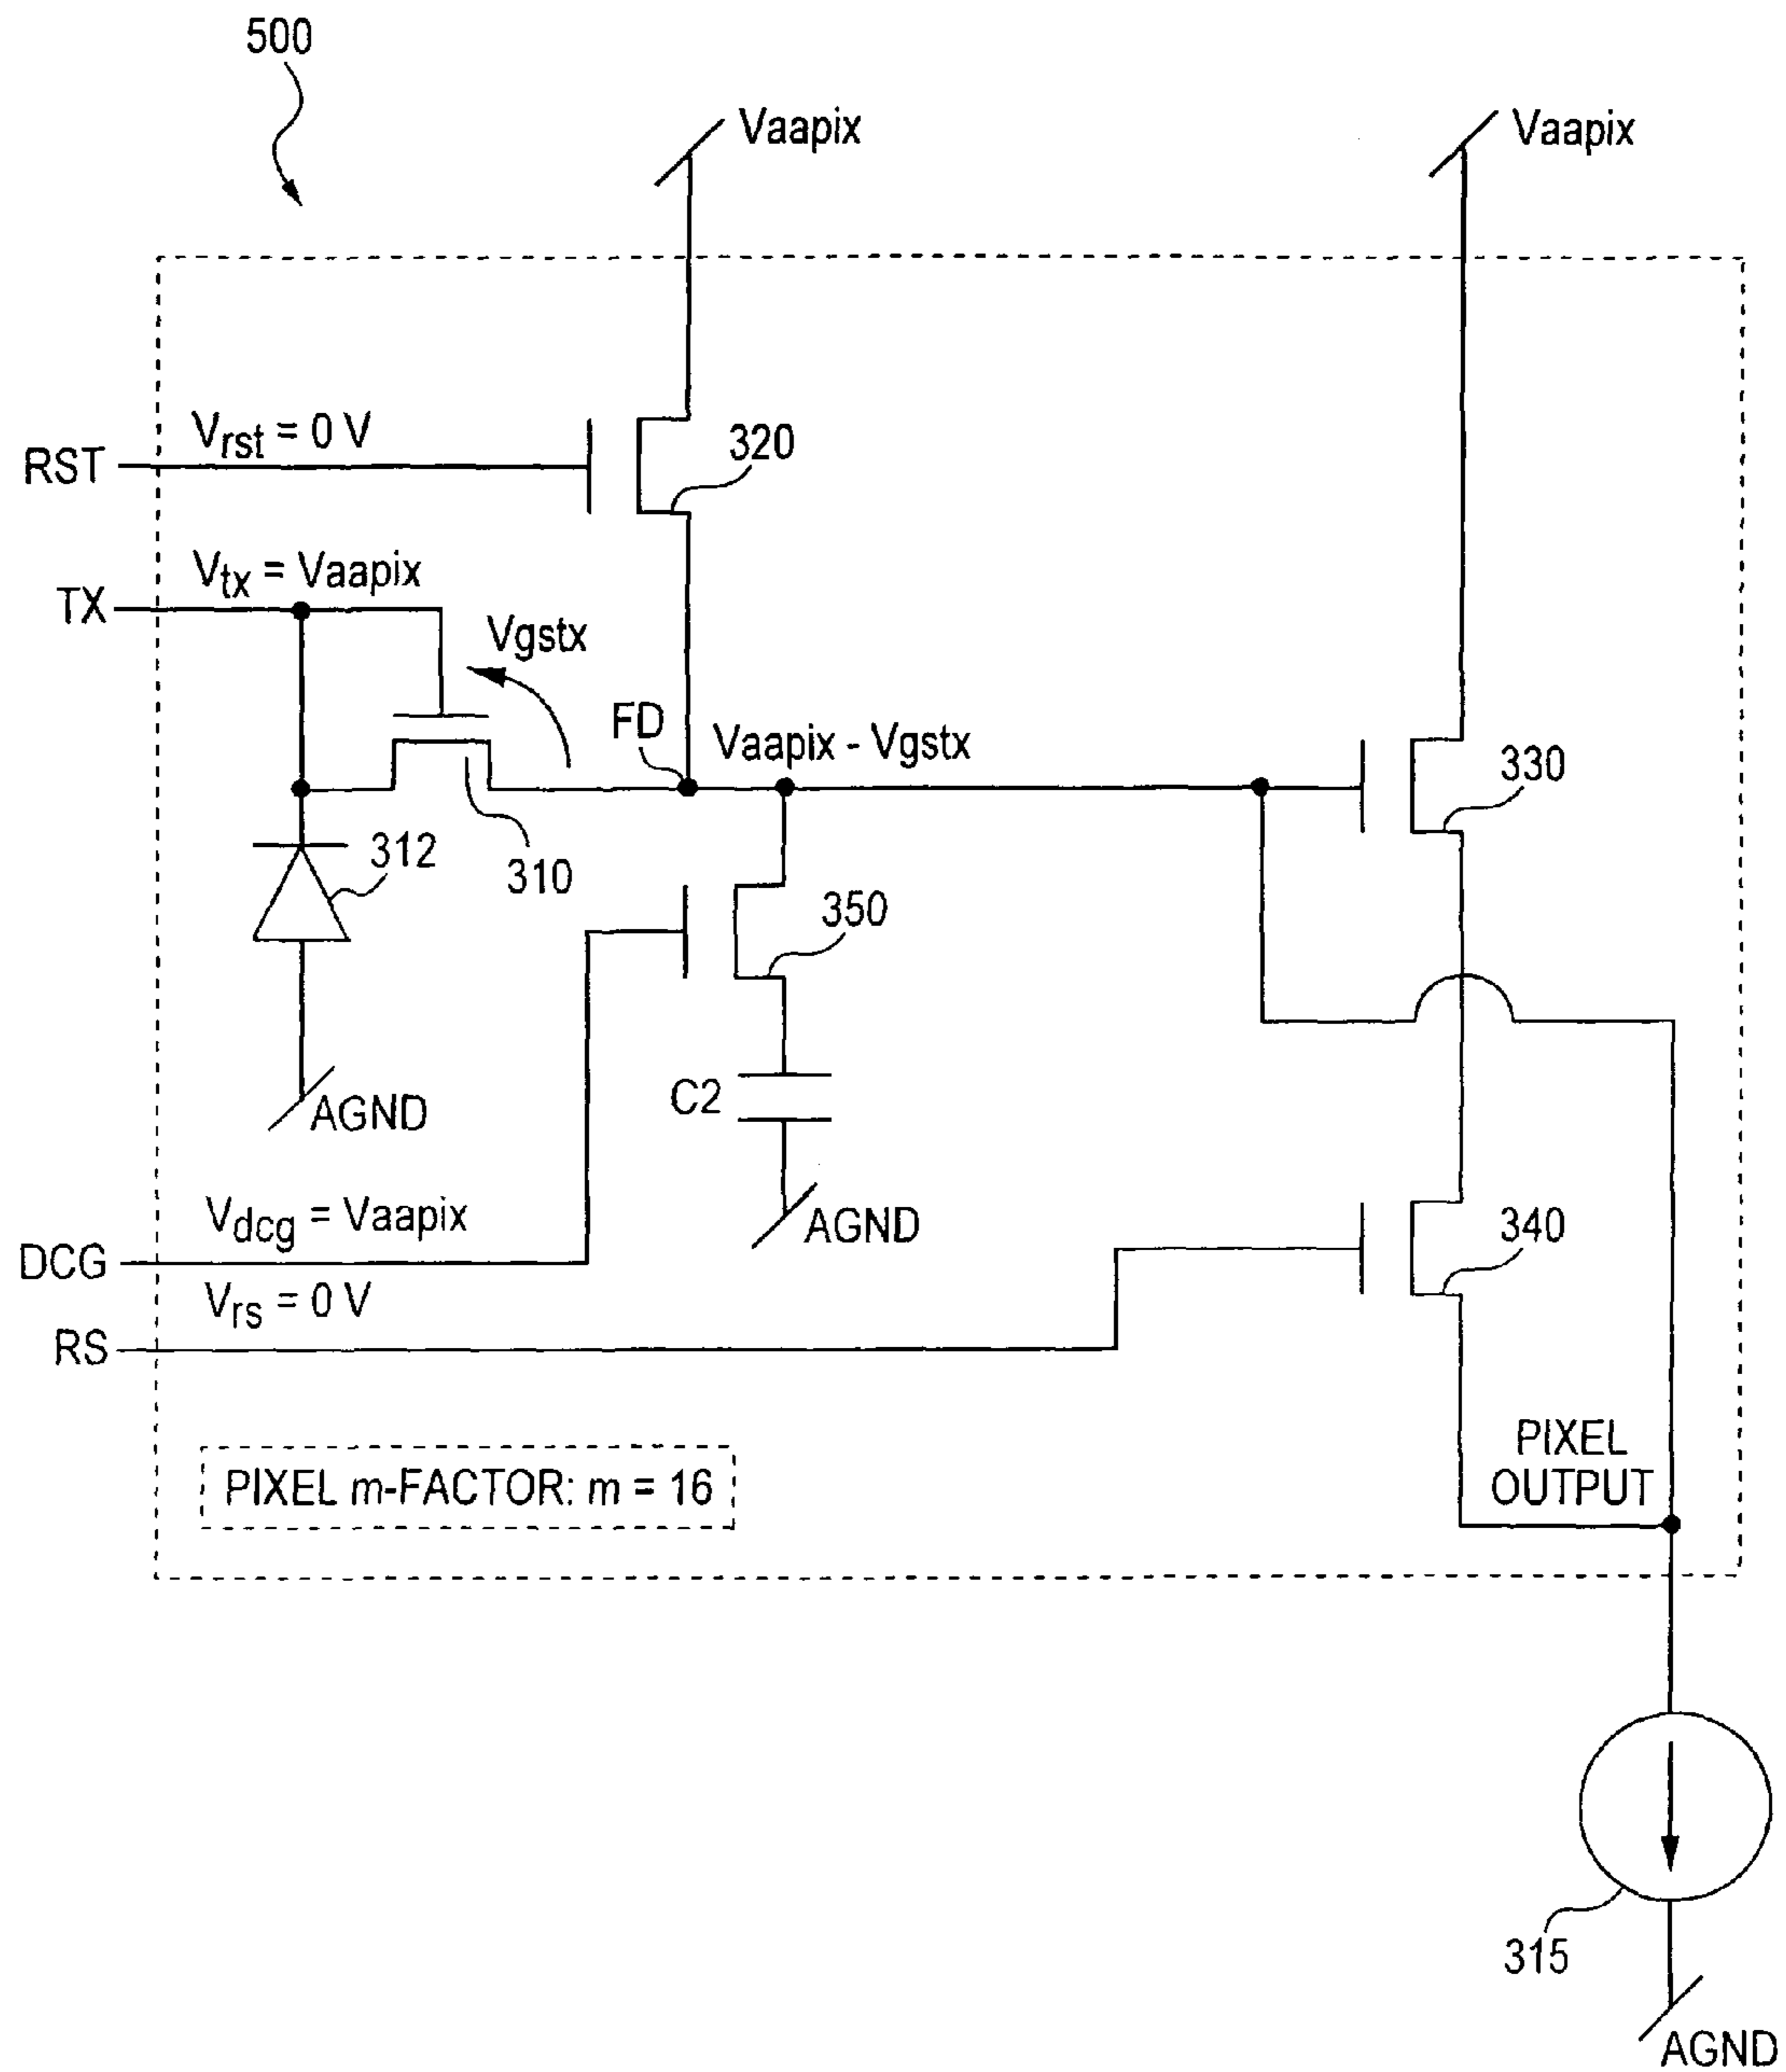 500
Vaapix
Vaapix
Vrst = 0 V
RST
320
Vtx = Vaapix
TX
Vgstx
FD
Vaapix - Vgstx
330
312
310
350
C2
AGND
AGND
Vdcg = Vaapix
DCG
340
Vrs = 0 V
RS
PIXEL
OUTPUT
PIXEL m-FACTOR: m = 16
315
AGND